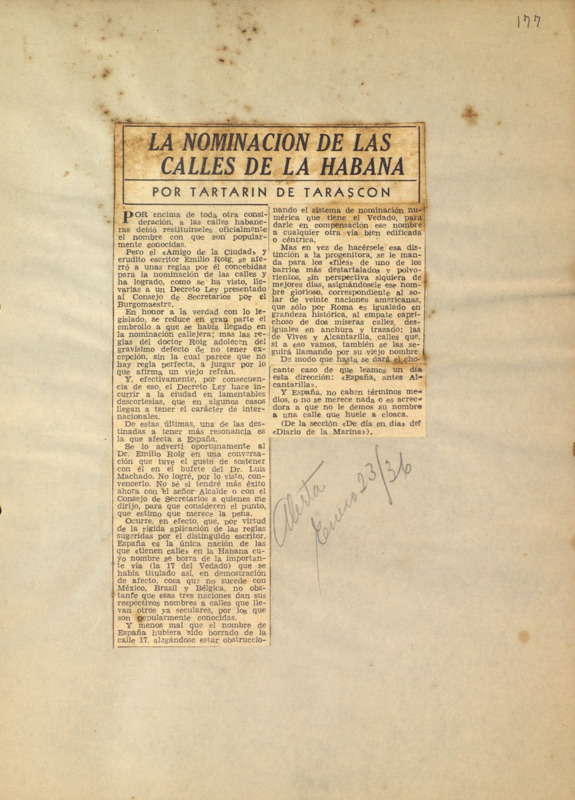 177
LA NOMINACION DE LAS
CALLES DE LA HABANA
POR TARTARIN DE TARASCON
POR encima de toda otra consi-
deración, a las calles habane-
ras debió restituírseles oficialmente
el nombre con que son popular-
mente conocidas.
Pero el «Amigo de la Ciudad» y
erudito escritor Emilio Roig, se afe-
rró a unas reglas por él concebidas
para la nominación de las calles y
ha logrado, como se ha visto, lle-
varlas a un Decreto Ley presentado
al Consejo de Secretarios por el
Burgomaestre.
En honor a la verdad con lo le-
gislado, se reduce en gran parte el
embrollo a que se había llegado en
la nominación callejera; mas las re-
glas del doctor Roig adolecen del
gravísimo defecto de no tener ex-
cepción, sin la cual parece que no
hay regla perfecta, a juzgar por lo
que afirma un viejo refrán.
Y, efectivamente, por consecuen-
cia de eso, el Decreto Ley hace in-
currir a la ciudad en lamentables
descortesías, que en algunos casos
llegan a tener el carácter de inter-
nacionales.
De estas últimas, una de las des-
tinadas a tener más resonancia es
la que afecta a España.
Se lo advertí oportunamente al
Dr. Emilio Roig en una conversa-
ción que tuve el gusto de sostener
con él en el bufete del Dr. Luis
Machado. No logré, por lo visto, con-
vencerlo. No sé si tendré más éxito
ahora con el señor Alcalde o con el
Consejo de Secretarios a quienes me
dirijo, para que consideren el punto,
que estimo que merece la pena.
Ocurre, en efecto, que, por virtud
de la rígida aplicación de las reglas
sugeridas por el distinguido escritor,
España es la única nación de las
que «tienen calle» en la Habana cu-
yo nombre se borra de la importan-
te vía (la 17 del Vedado) que se
había titulado así, en demostración
de afecto, cosa que no sucede con
México, Brasil y Bélgica, no obs-
tante que esas tres naciones dan sus
respectivos nombres a calles que lle-
van otros ya seculares, por los que
son popularmente conocidas.
Y menos mal que el nombre de
España hubiera sido borrado de la
calle 17, alegándose estar obstruccio-
nando el sistema de nominación nu-
mérica que tiene el Vedado, para
darle en compensación ese nombre
a cualquier otra vía bien edificada
o céntrica.
Mas en vez de hacérsele esa dis-
tinción a la progenitora, se le man-
da para los «files» de uno de los
barrios más destartalados y polvo-
rientos, sin perspectiva siquiera de
mejores días, asignándosele ese nom-
bre glorioso, correspondiente al so-
lar de veinte naciones americanas,
que sólo por Roma es igualado en
grandeza histórica, al empate capri-
choso de dos míseras calles, des-
iguales en anchura y trazado; las
de Vives y Alcantarilla, calles que,
si a eso vamos, también se las se-
guirá llamando por su viejo nombre.
De modo que hasta se dará el cho-
cante caso de que leamos un día
esta dirección: «España, antes Al-
cantarilla».
Y España, no caben términos me-
dios, o no se merece nada o es acree-
dora a que no le demos su nombre
a una calle que huele a cloaca.
(De la sección «De día en día» del
«Diario de la Marina»).
Alerta
Enero 23/36